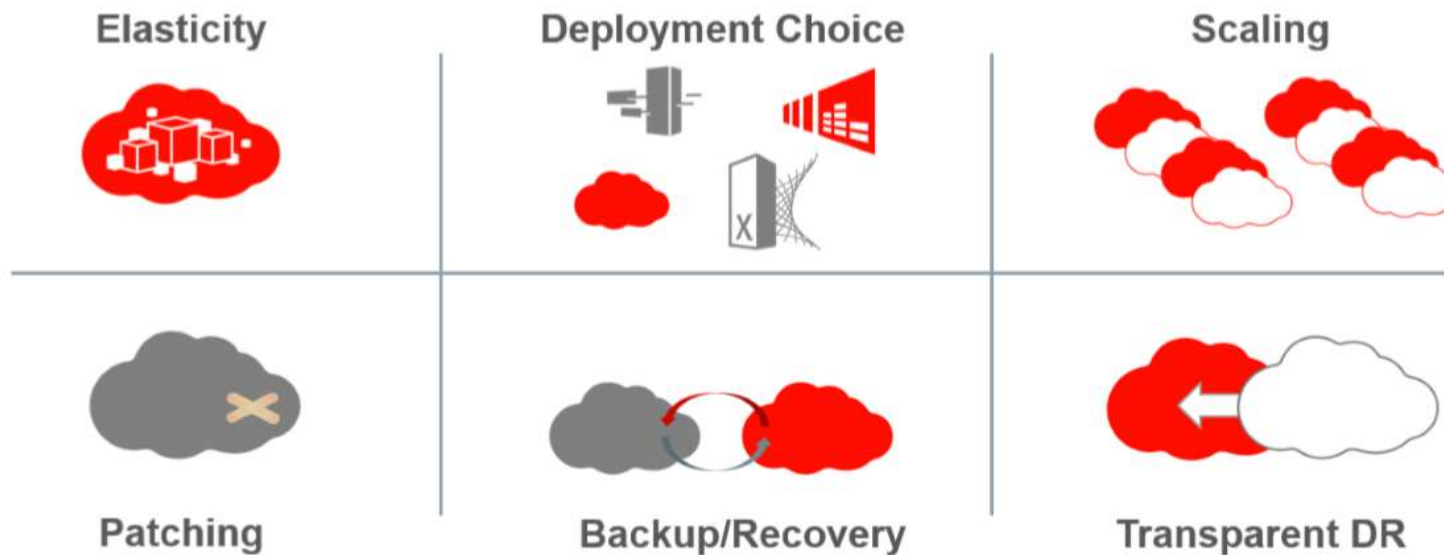 Elasticity
Deployment Choice
Scaling
X
Patching
Backup/Recovery
Transparent DR